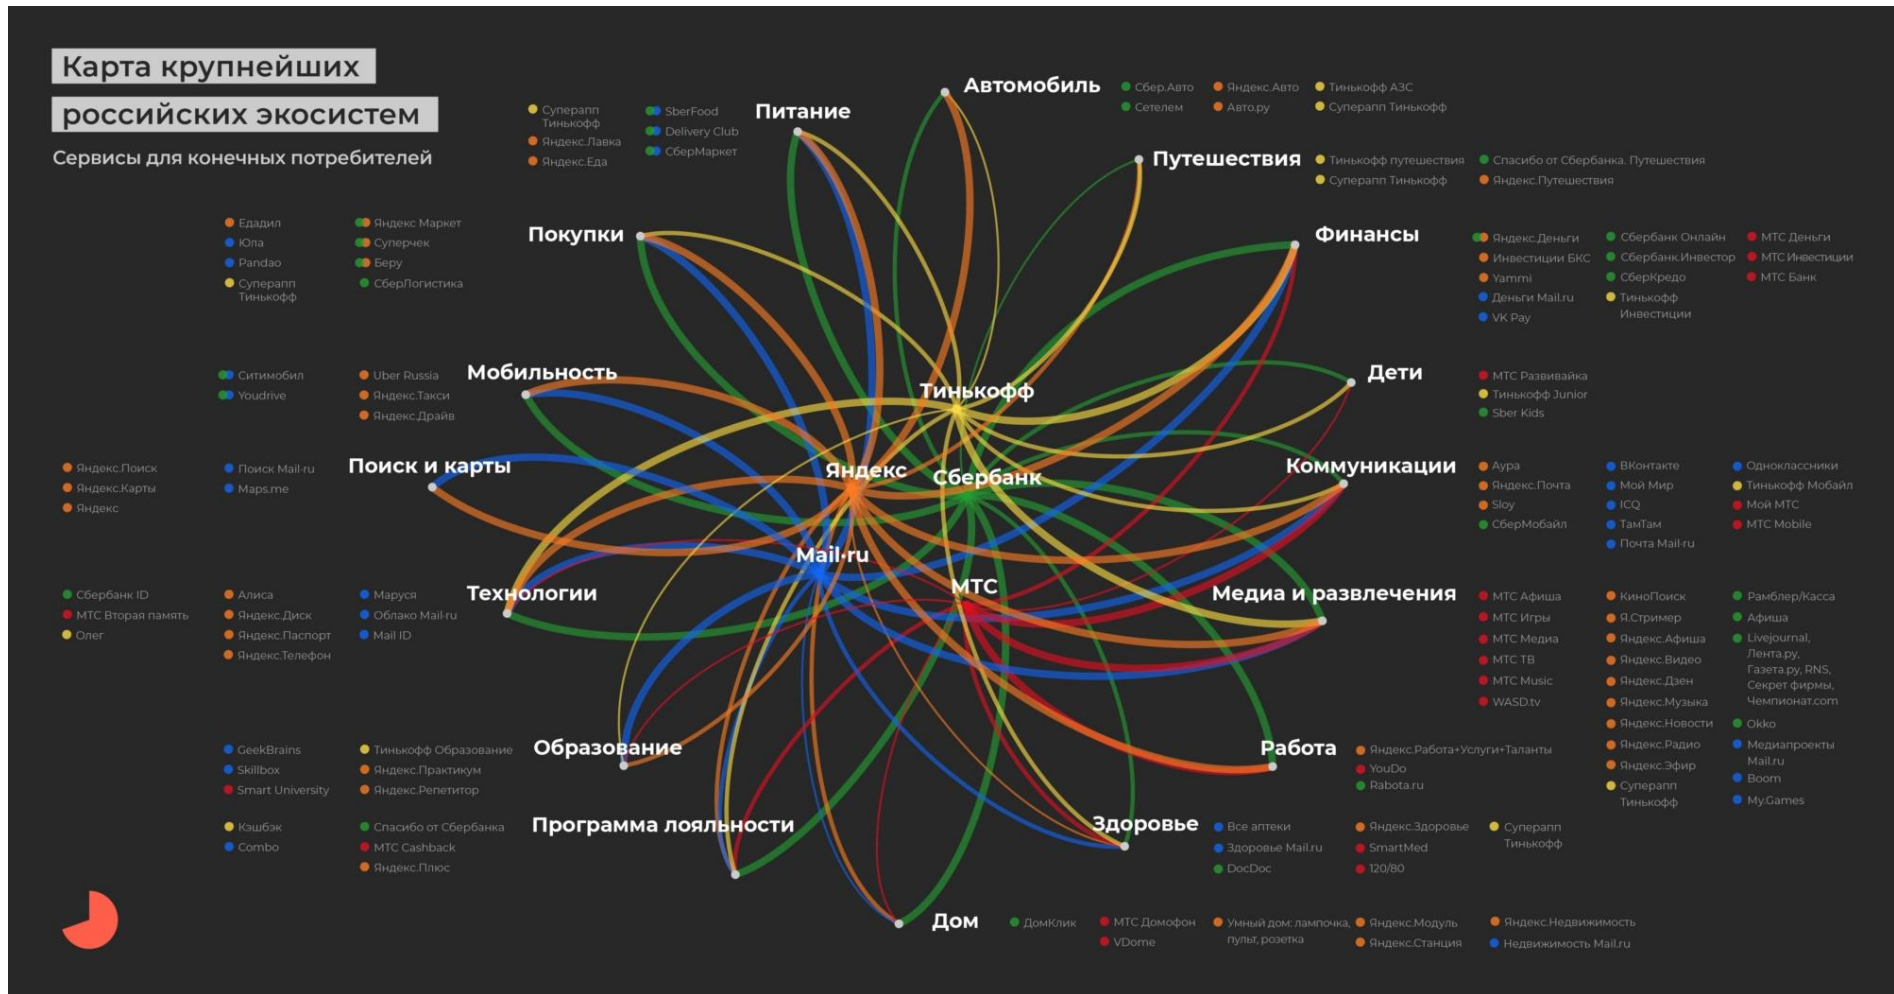 Карта крупнейших
российских экосистем
Сервисы для конечных потребителей
Автомобиль
Сбер.Авто
Сетелем
Яндекс.Авто
Авто.ру
Тинькофф АЗС
Суперапп Тинькофф
Питание
Суперапп
Тинькофф
Яндекс.Лавка
Яндекс.Еда
SberFood
Delivery Club
СберМаркет
Путешествия
Тинькофф путешествия
Суперапп Тинькофф
Спасибо от Сбербанка. Путешествия
Яндекс.Путешествия
Покупки
Едадил
Юла
Pandao
Суперапп
Тинькофф
Яндекс Маркет
Суперчек
Беру
СберЛогистика
Финансы
Яндекс.Деньги
Инвестиции БКС
Yammi
Деньги Mail.ru
VK Pay
Сбербанк Онлайн
Сбербанк.Инвестор
СберКредо
Тинькофф
Инвестиции
МТС Деньги
МТС Инвестиции
МТС Банк
Мобильность
Ситимобил
Youdrive
Uber Russia
Яндекс.Такси
Яндекс.Драйв
Дети
МТС Развивайка
Тинькофф Junior
Sber Kids
Тинькофф
Яндекс
Сбербанк
Mail·ru
МТС
Поиск и карты
Яндекс.Поиск
Яндекс.Карты
Яндекс
Поиск Mail·ru
Maps.me
Коммуникации
Аура
Яндекс.Почта
Sloy
СберМобайл
ВКонтакте
Мой Мир
ICQ
ТамТам
Почта Mail·ru
Одноклассники
Тинькофф Мобайл
Мой МТС
МТС Mobile
Технологии
Сбербанк ID
МТС Вторая память
Олег
Алиса
Яндекс.Диск
Яндекс.Паспорт
Яндекс.Телефон
Маруся
Облако Mail·ru
Mail ID
Медиа и развлечения
МТС Афиша
МТС Игры
МТС Медиа
МТС ТВ
МТС Music
WASD.tv
КиноПоиск
Я.Стример
Яндекс.Афиша
Яндекс.Видео
Яндекс.Дзен
Яндекс.Музыка
Яндекс.Новости
Яндекс.Радио
Яндекс.Эфир
Суперапп
Тинькофф
Рамблер/Касса
Афиша
Livejournal,
Лента.ру,
Газета.ру, RNS,
Секрет фирмы,
Чемпионат.com
Okko
Медиапроекты
Mail.ru
Boom
My.Games
Образование
GeekBrains
Skillbox
Smart University
Тинькофф Образование
Яндекс.Практикум
Яндекс.Репетитор
Работа
Яндекс.Работа+Услуги+Таланты
YouDo
Rabota.ru
Программа лояльности
Кэшбэк
Combo
Спасибо от Сбербанка
МТС Cashback
Яндекс.Плюс
Здоровье
Все аптеки
Здоровье Mail.ru
DocDoc
Яндекс.Здоровье
SmartMed
120/80
Суперапп
Тинькофф
Дом
ДомКлик
МТС Домофон
VDome
Умный дом: лампочка,
пульт, розетка
Яндекс.Модуль
Яндекс.Станция
Яндекс.Недвижимость
Недвижимость Mail.ru